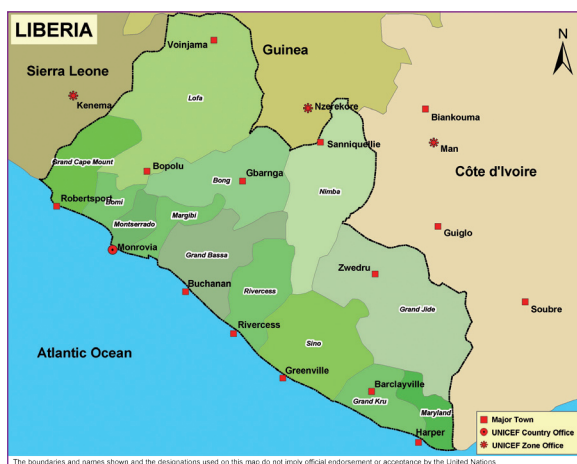 LIBERIA
Voinjama
Guinea
N
Sierra Leone
Kenema
Lofa
Nzerekore
Biankouma
Sanniquellie
Man
Grand Cape Mount
Bopolu
Gbarnga
Bong
Côte d'Ivoire
Nimba
Robertsport
Bomi
Margibi
Montserrado
Guiglo
Monrovia
Grand Bassa
Zwedru
Buchanan
Rivercess
Grand Jide
Soubre
Rivercess
Sino
Atlantic Ocean
Greenville
Barclayville
Grand Kru
Maryland
Harper
Major Town
UNICEF Country Office
UNICEF Zone Office
The boundaries and names shown and the designations used on this map do not imply official endorsement or acceptance by the United Nations